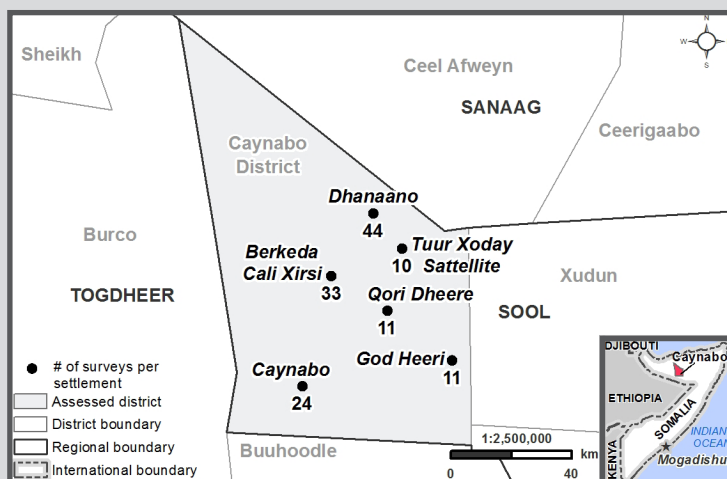 Sheikh
Ceel Afweyn
SANAAG
Ceerigaabo
N
W E
S
Caynabo
District
Dhanaano
44
Burco
Berkeda
Cali Xirsi
33
Tuur Xoday
10 Sattellite
Xudun
TOGDHEER
Qori Dheere
11
SOOL
God Heeri
11
Caynabo
24
Buuhoodle
# of surveys per
settlement
Assessed district
District boundary
Regional boundary
International boundary
1:2,500,000
km
0 40
DJIBOUTI
Caynabo
ETHIOPIA
SOMALIA
KENYA
INDIAN
OCEAN
Mogadishu